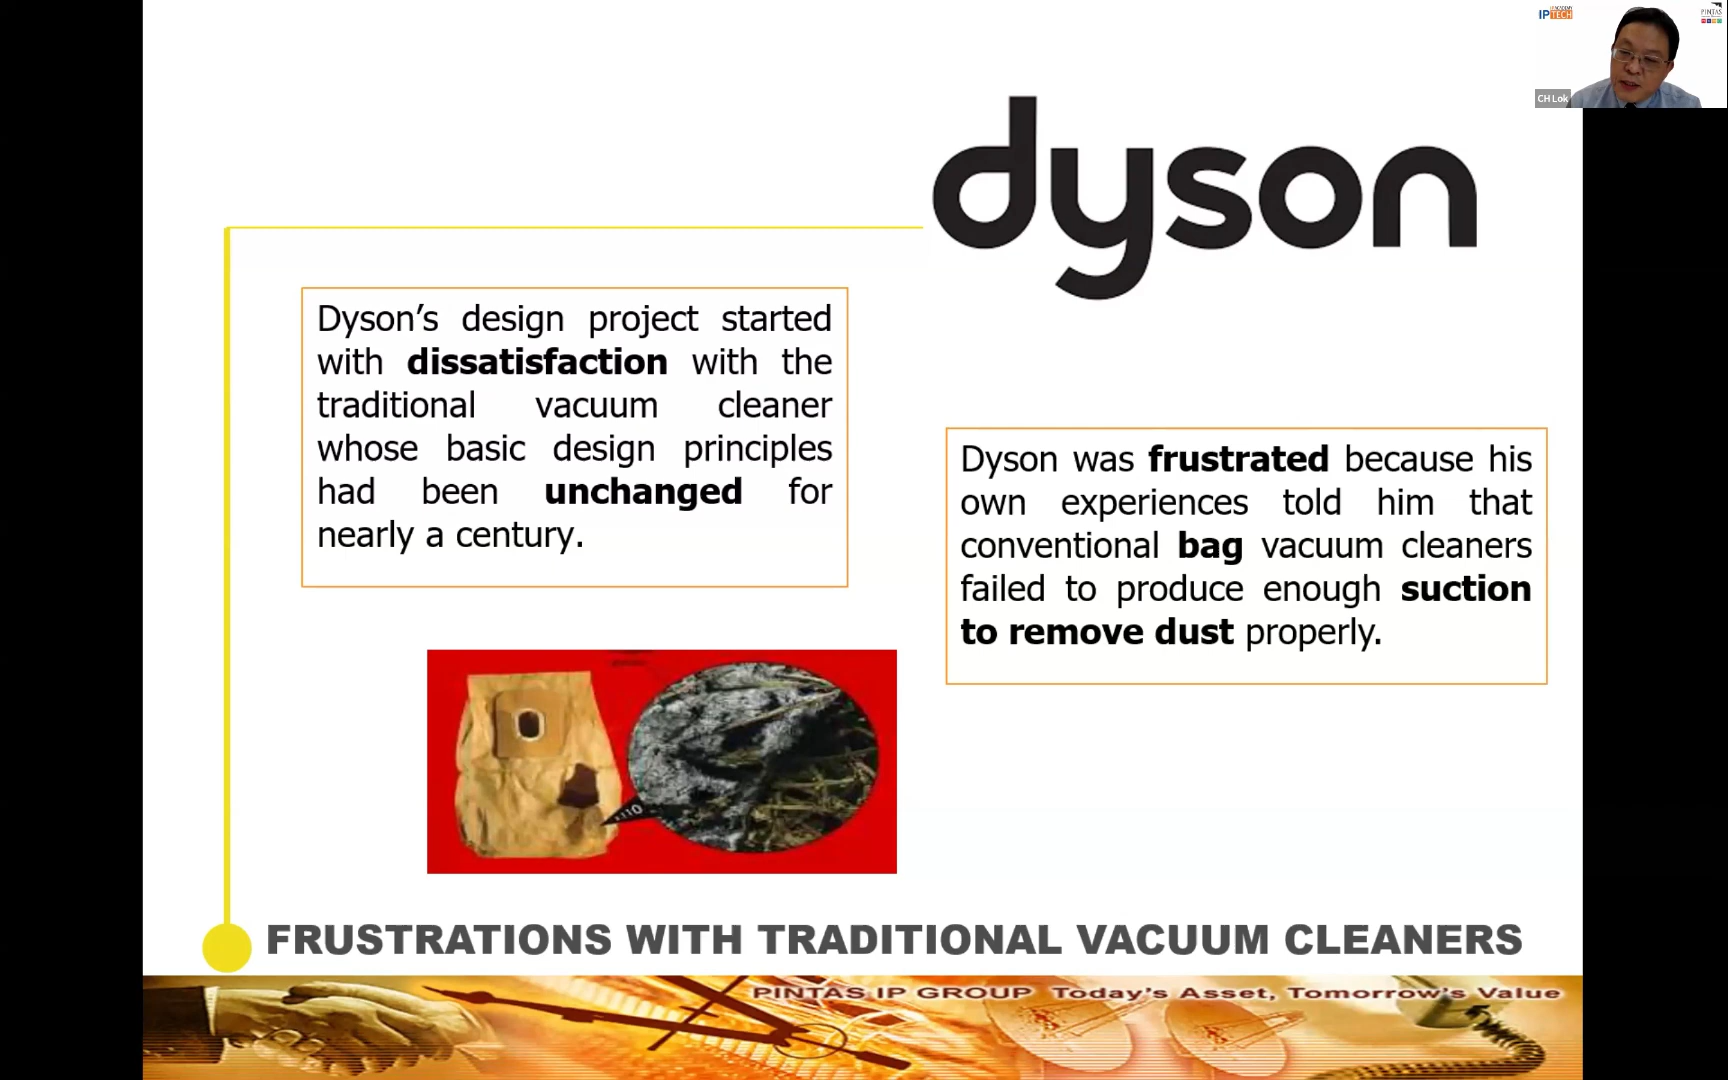 IPTECH
PINTAS
CH Lok
dyson
Dyson’s design project started
with dissatisfaction with the
traditional vacuum cleaner
whose basic design principles
had been unchanged for
nearly a century.
Dyson was frustrated because his
own experiences told him that
conventional bag vacuum cleaners
failed to produce enough suction
to remove dust properly.
x110
FRUSTRATIONS WITH TRADITIONAL VACUUM CLEANERS
PINTAS IP GROUP Today's Asset, Tomorrow's Value